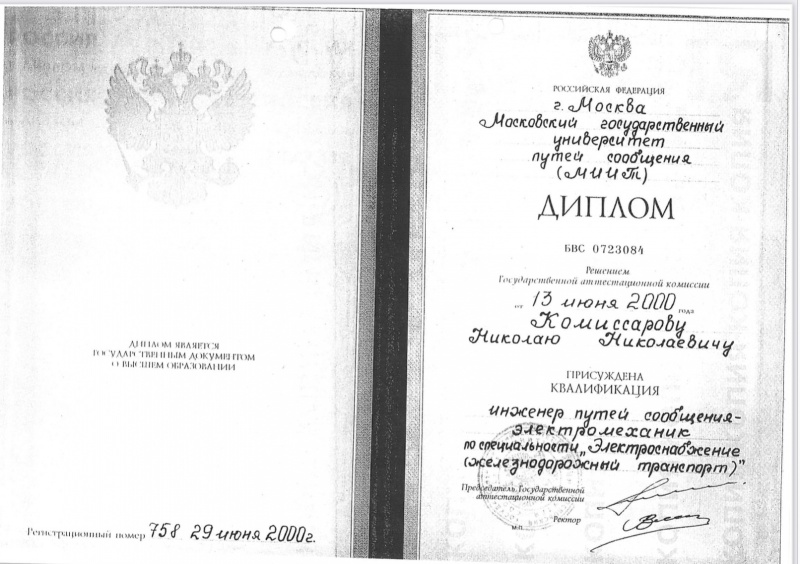 ДИПЛОМ ЯВЛЯЕТСЯ
ГОСУДАРСТВЕННЫМ ДОКУМЕНТОМ
О ВЫСШЕМ ОБРАЗОВАНИИ
Регистрационный номер 758 29 июня 2000г.
РОССИЙСКАЯ ФЕДЕРАЦИЯ
г. Москва
Московский государственный
университет
путей сообщения
(МИИТ)
ДИПЛОМ
БВС 0723084
Решением
Государственной аттестационной комиссии
от 13 июня 2000 года
Комиссарову
Николаю Николаевичу
ПРИСУЖДЕНА
КВАЛИФИКАЦИЯ
инженер путей сообщения-
электромеханик
по специальности „Электроснабжение
(железнодорожный транспорт)"
Председатель Государственной
аттестационной комиссии
Ректор
М.П.